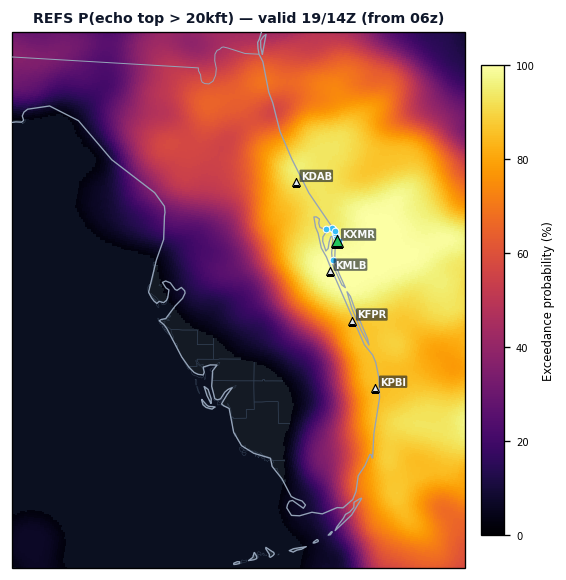 REFS P(echo top > 20kft) — valid 19/14Z (from 06z)
KDAB
KXMR
KMLB
KFPR
KPBI
100
80
60
40
20
0
Exceedance probability (%)